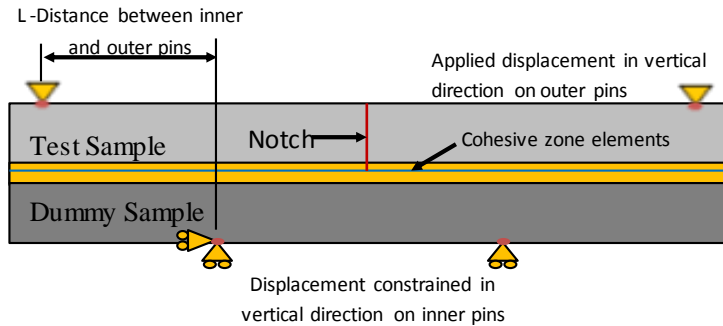 L-Distance between inner
and outer pins
Applied displacement in vertical
direction on outer pins
Test Sample
Notch
Cohesive zone elements
Dummy Sample
Displacement constrained in
vertical direction on inner pins